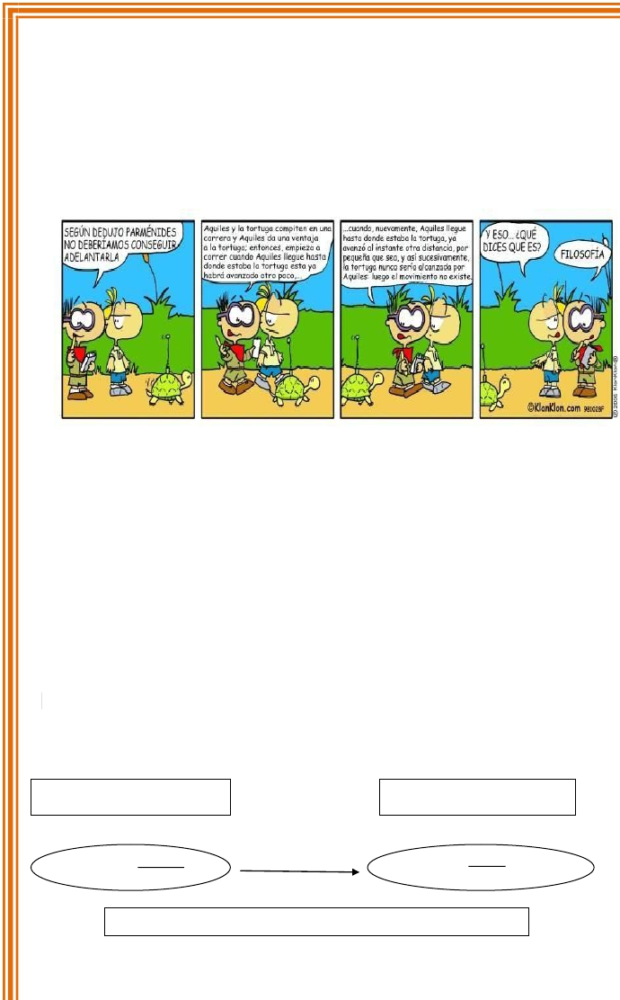 SEGÚN DEDUJO PARMÉNIDES
NO DEBERÍAMOS CONSEGUIR
ADELANTARLA
Aquiles y la tortuga compiten en una
carrera y Aquiles da una ventaja
a la tortuga; entonces, empieza a
correr cuando Aquiles llegue hasta
donde estaba la tortuga esta ya
habrá avanzado otro poco,...
...cuando, nuevamente, Aquiles llegue
hasta donde estaba la tortuga, ya
avanzó al instante otra distancia, por
pequeña que sea, y así sucesivamente,
la tortuga nunca sería alcanzada por
Aquiles: luego el movimiento no existe.
Y ESO... ¿QUÉ
DICES QUE ES?
FILOSOFÍA
©KlanKlon.com 981028F
© 2006 KlanKlon ®